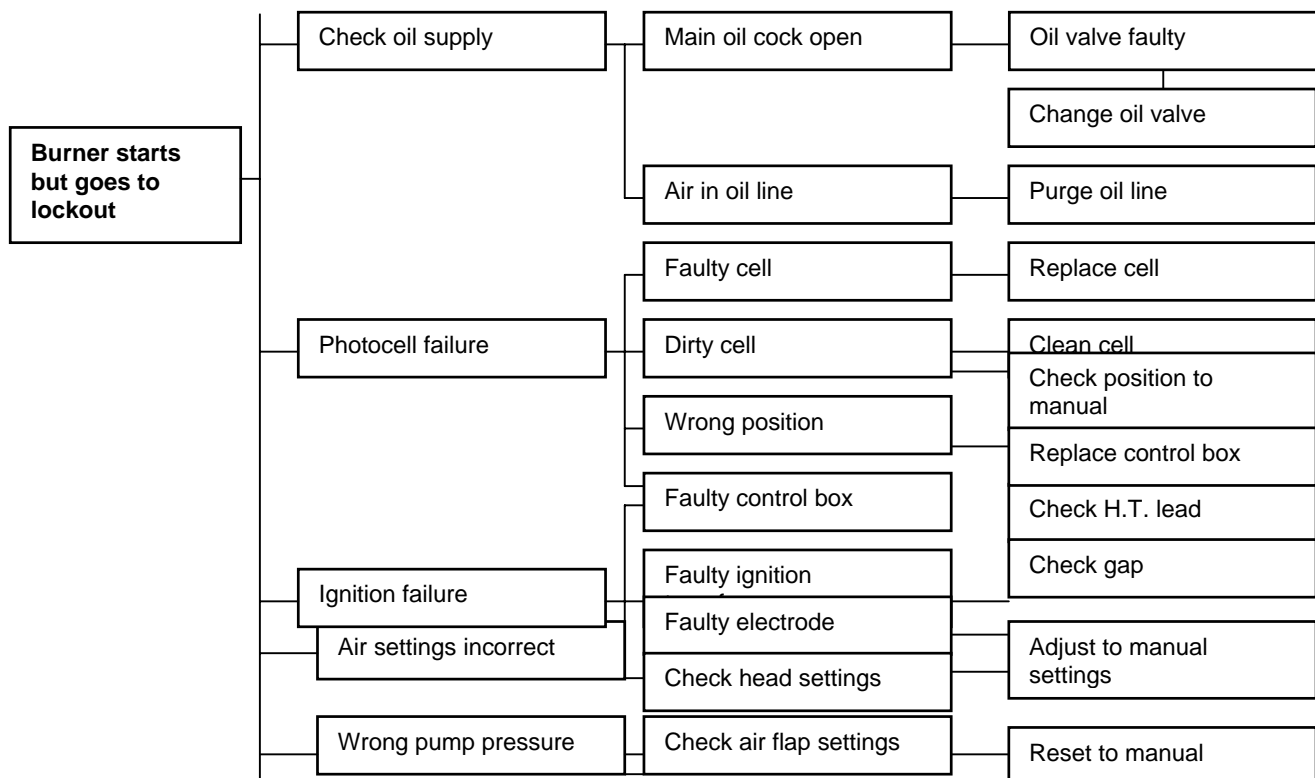 Check oil supply
Main oil cock open
Oil valve faulty
Change oil valve
Burner starts
but goes to
lockout
Air in oil line
Purge oil line
Faulty cell
Replace cell
Photocell failure
Dirty cell
Clean cell
Check position to
manual
Wrong position
Replace control box
Faulty control box
Check H.T. lead
Ignition failure
Faulty ignition
Check gap
Faulty electrode
Air settings incorrect
Adjust to manual
settings
Check head settings
Wrong pump pressure
Check air flap settings
Reset to manual